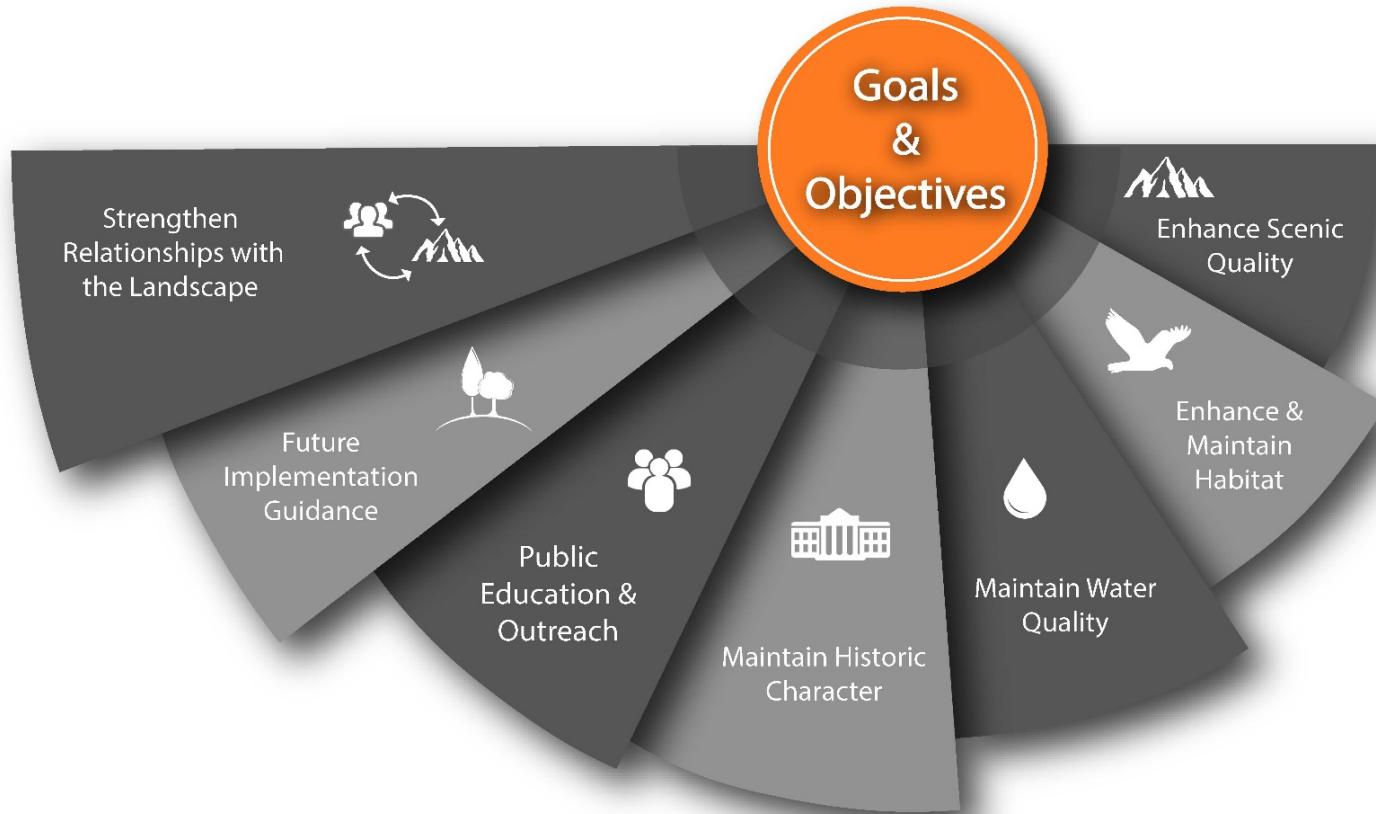 Goals
&
Objectives
Strengthen
Relationships with
the Landscape
Future
Implementation
Guidance
Public
Education &
Outreach
Maintain Historic
Character
Maintain Water
Quality
Enhance &
Maintain
Habitat
Enhance Scenic
Quality